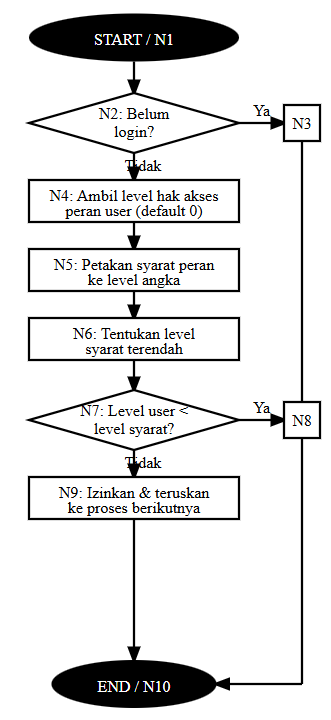 START / N1
N2: Belum
login?
Ya
N3
Tidak
N4: Ambil level hak akses
peran user (default 0)
N5: Petakan syarat peran
ke level angka
N6: Tentukan level
syarat terendah
N7: Level user <
level syarat?
Ya
N8
Tidak
N9: Izinkan & teruskan
ke proses berikutnya
END / N10